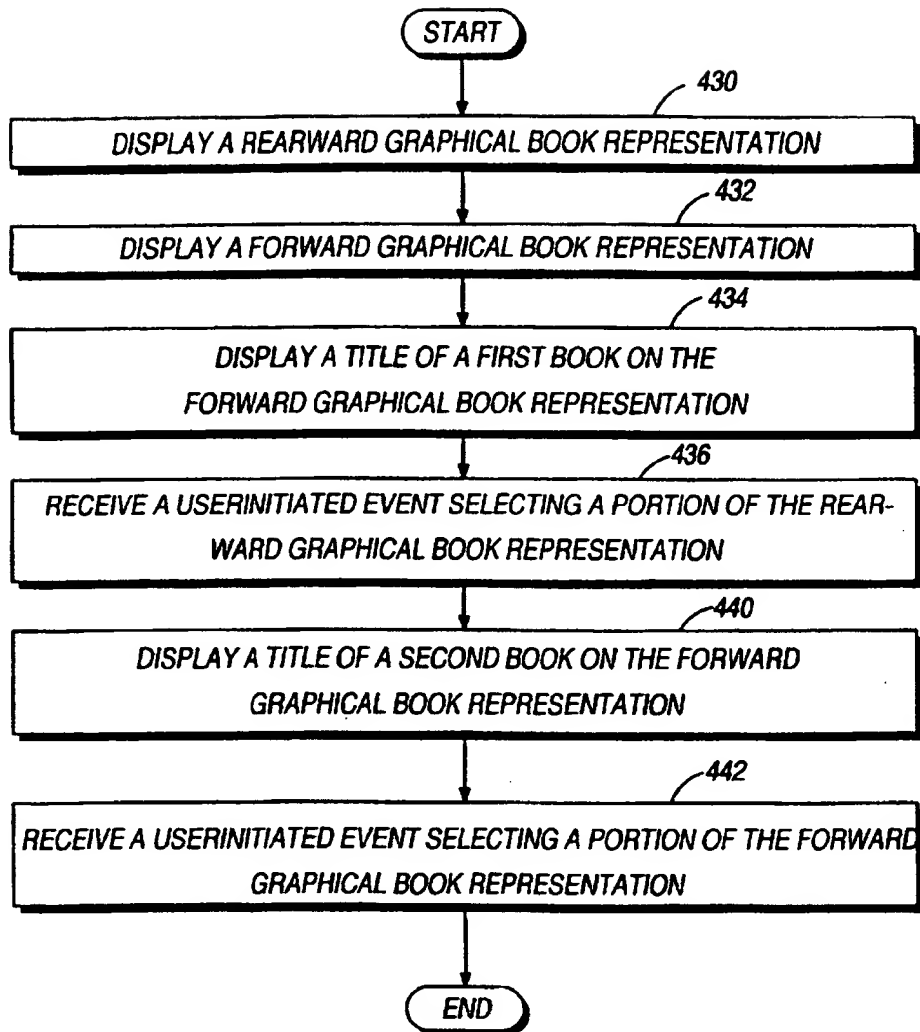 START
430
DISPLAY A REARWARD GRAPHICAL BOOK REPRESENTATION
432
DISPLAY A FORWARD GRAPHICAL BOOK REPRESENTATION
434
DISPLAY A TITLE OF A FIRST BOOK ON THE
FORWARD GRAPHICAL BOOK REPRESENTATION
436
RECEIVE A USERINITIATED EVENT SELECTING A PORTION OF THE REAR-
WARD GRAPHICAL BOOK REPRESENTATION
440
DISPLAY A TITLE OF A SECOND BOOK ON THE FORWARD
GRAPHICAL BOOK REPRESENTATION
442
RECEIVE A USERINITIATED EVENT SELECTING A PORTION OF THE FORWARD
GRAPHICAL BOOK REPRESENTATION
END